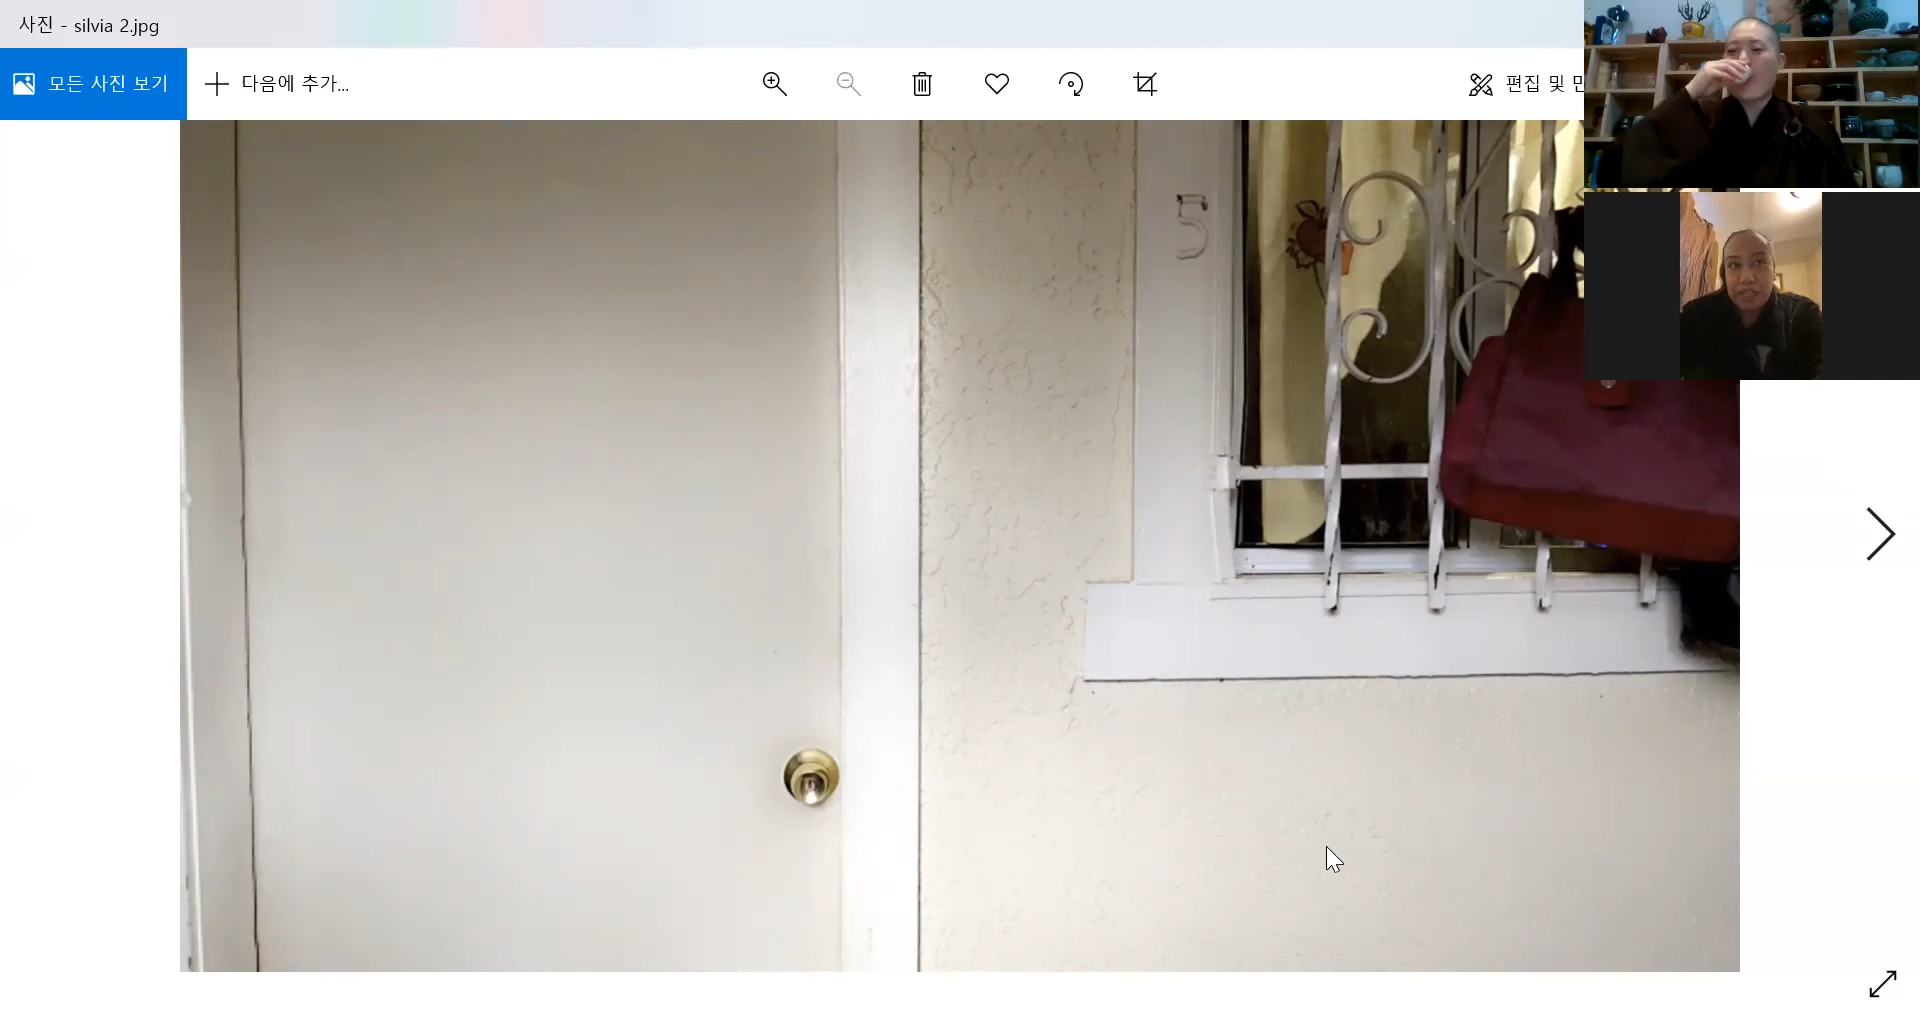 사진 - silvia 2.jpg
모든 사진 보기
다음에 추가...
편집 및
5